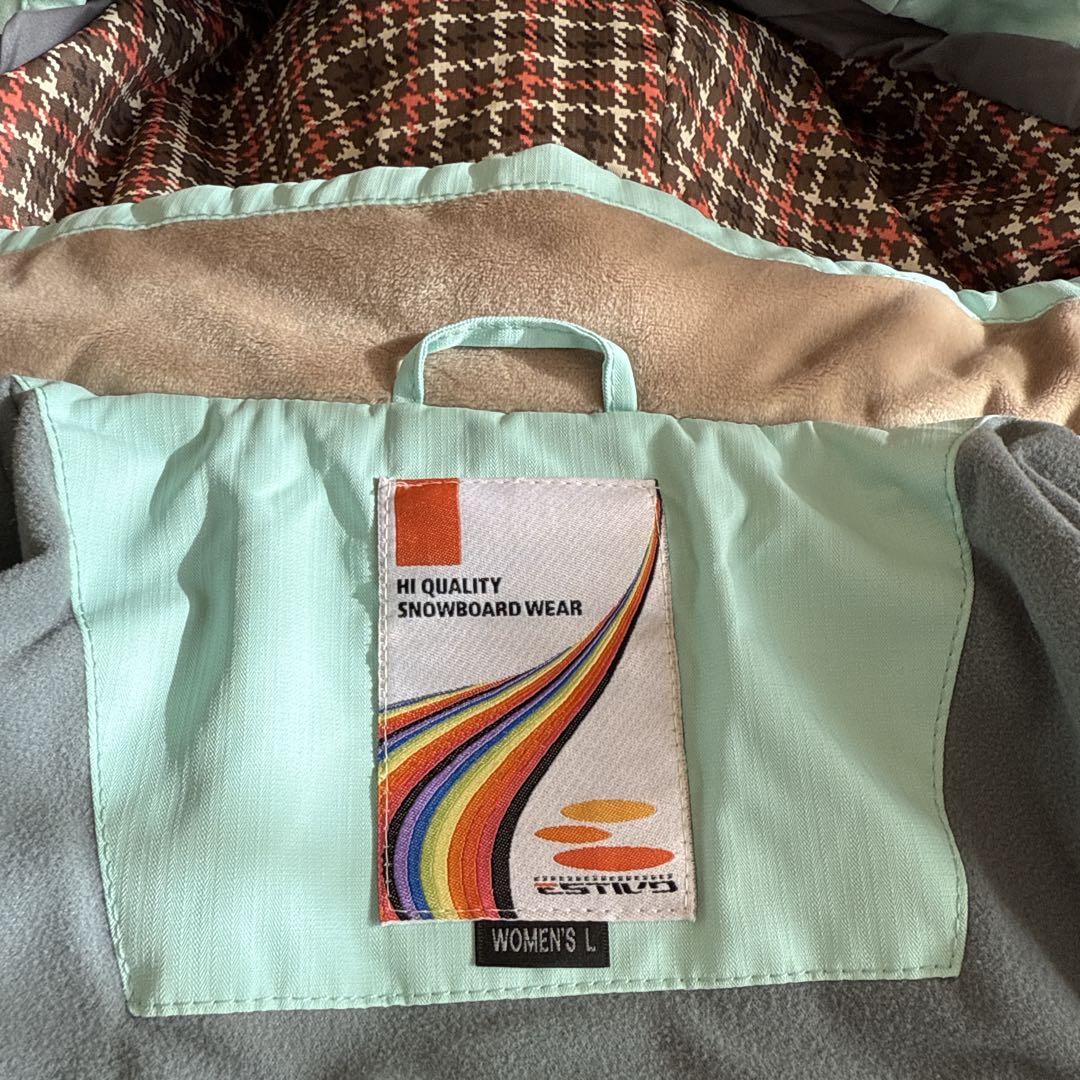 HI QUALITY
SNOWBOARD WEAR
ESTIVO
WOMEN'S L